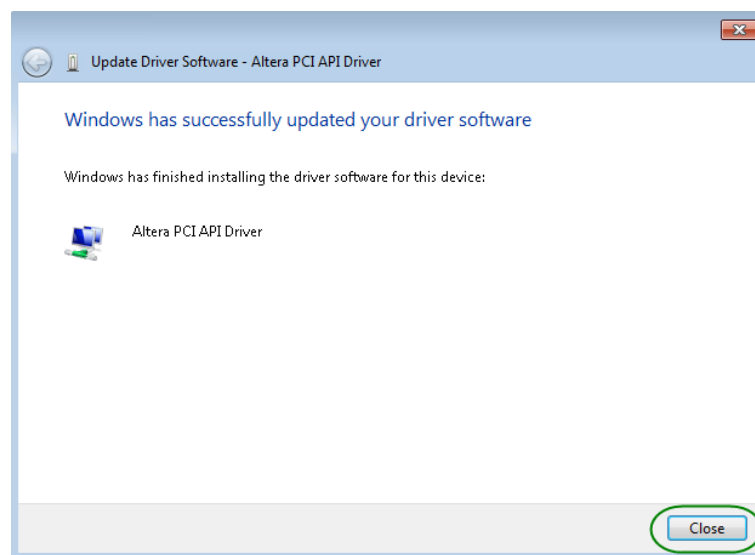 Update Driver Software - Altera PCI API Driver
Windows has successfully updated your driver software
Windows has finished installing the driver software for this device:
Altera PCI API Driver
Close